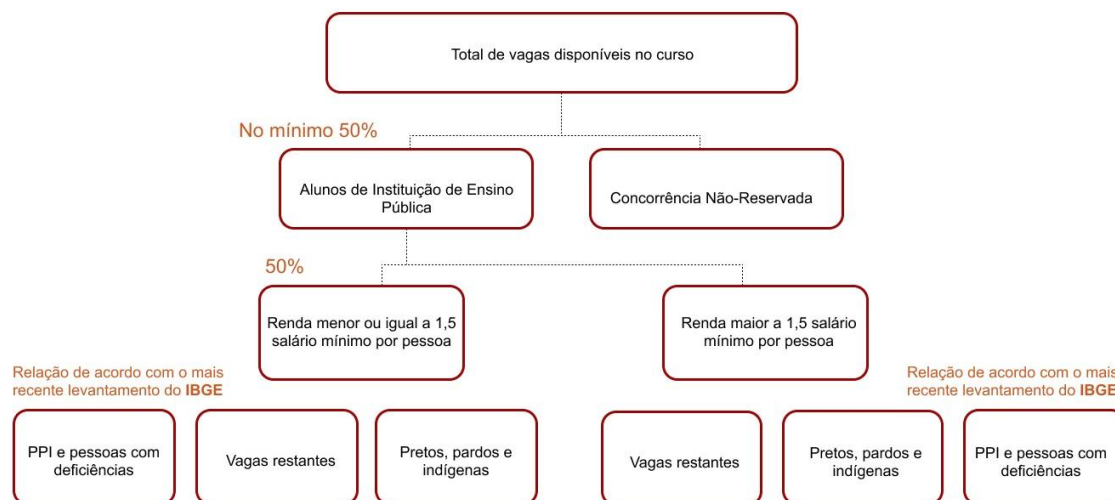 Total de vagas disponíveis no curso
No mínimo 50%
Alunos de Instituição de Ensino
Pública
Concorrência Não-Reservada
50%
Renda menor ou igual a 1,5
salário mínimo por pessoa
Renda maior a 1,5 salário
mínimo por pessoa
Relação de acordo com o mais
recente levantamento do IBGE
Relação de acordo com o mais
recente levantamento do IBGE
PPI e pessoas com
deficiências
Vagas restantes
Pretos, pardos e
indígenas
Vagas restantes
Pretos, pardos e
indígenas
PPI e pessoas com
deficiências